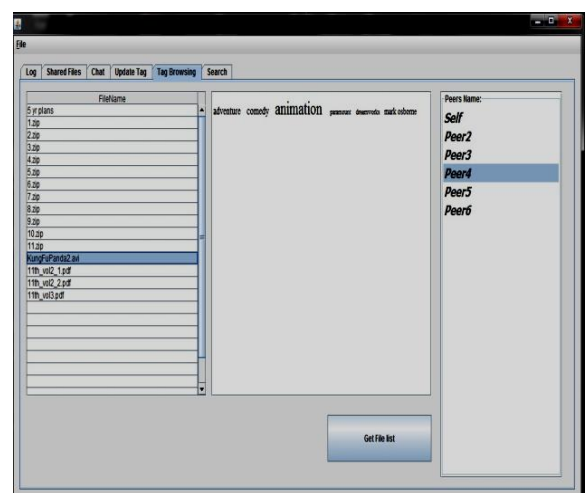 File
Log Shared Files Chat Update Tag Tag Browsing Search
FileName
5 yr plans
1.zip
2.zip
3.zip
4.zip
5.zip
6.zip
7.zip
8.zip
9.zip
10.zip
11.zip
KungFuPanda2.avi
11th_vol2_1.pdf
11th_vol2_2.pdf
11th_vol3.pdf
adventure comedy animation paramount dreamworks mark osborne
Get File list
Peers Name:
Self
Peer2
Peer3
Peer4
Peer5
Peer6